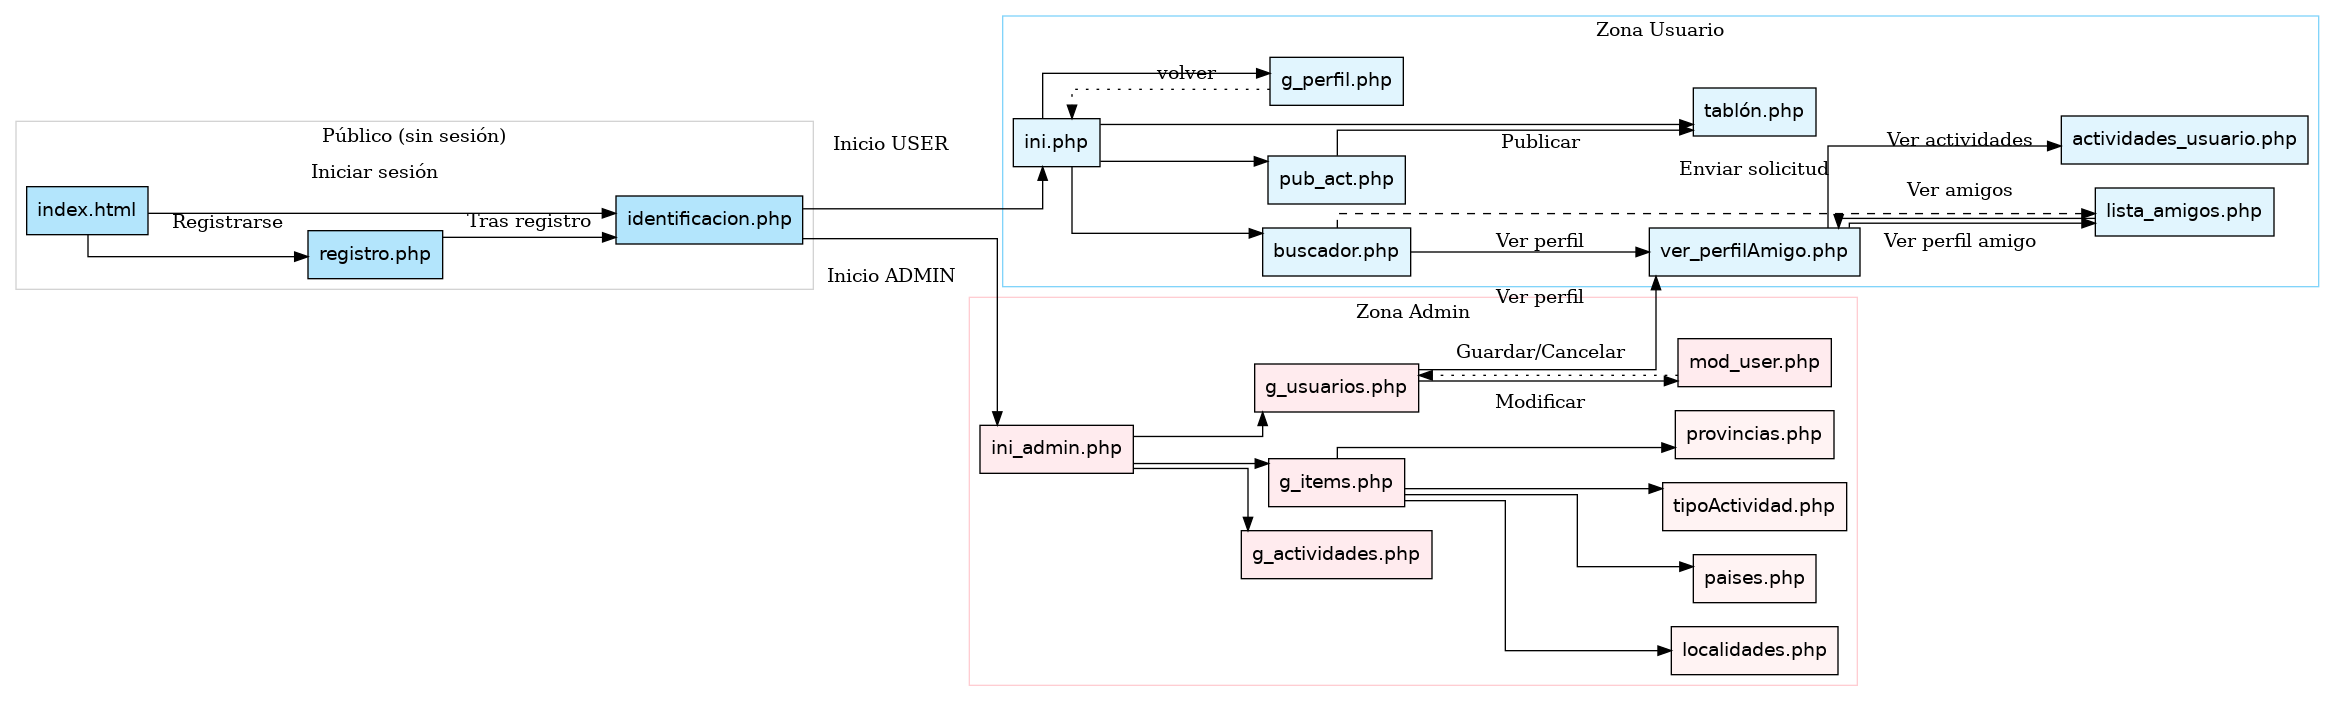 Zona Usuario
volver
g_perfil.php
tablón.php
Público (sin sesión)
Inicio USER
ini.php
Publicar
Ver actividades
actividades_usuario.php
Iniciar sesión
Enviar solicitud
pub_act.php
Ver amigos
index.html
Registrarse
Tras registro
identificacion.php
lista_amigos.php
registro.php
buscador.php
Ver perfil
ver_perfilAmigo.php
Ver perfil amigo
Inicio ADMIN
Ver perfil
Zona Admin
Guardar/Cancelar
mod_user.php
g_usuarios.php
Modificar
provincias.php
ini_admin.php
g_items.php
tipoActividad.php
g_actividades.php
paises.php
localidades.php